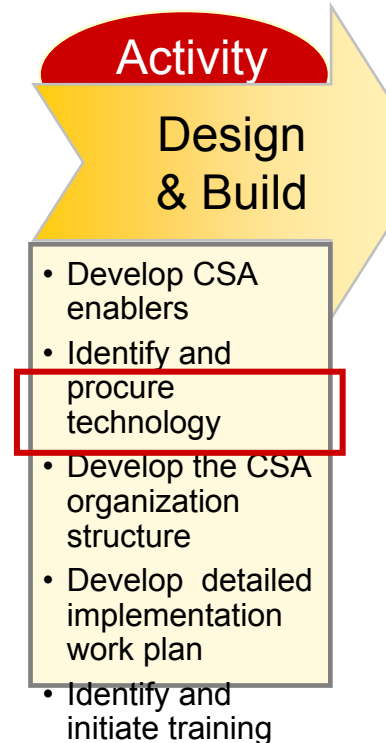 Activity
Design
& Build
• Develop CSA
enablers
• Identify and
procure
technology
• Develop the CSA
organization
structure
• Develop detailed
implementation
work plan
• Identify and
initiate training